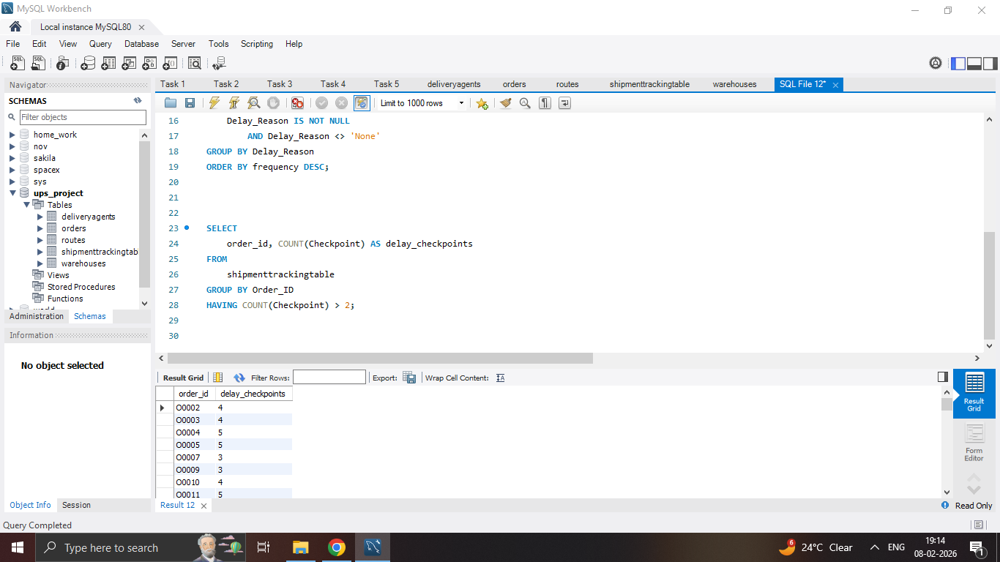 MySQL Workbench
Local instance MySQL80
File Edit View Query Database Server Tools Scripting Help
Navigator
SCHEMAS
Filter objects
home_work
nov
sakila
spacex
sys
ups_project
Tables
deliveryagents
orders
routes
shipmenttrackingtabl
warehouses
Views
Stored Procedures
Functions
Administration Schemas
Information
No object selected
Object Info Session
Task 1 Task 2 Task 3 Task 4 Task 5 deliveryagents orders routes shipmenttrackingtable warehouses SQL File 12*
Limit to 1000 rows
16 Delay_Reason IS NOT NULL
17 AND Delay_Reason <> 'None'
18 GROUP BY Delay_Reason
19 ORDER BY frequency DESC;
20
21
22
23 SELECT
24 order_id, COUNT(Checkpoint) AS delay_checkpoints
25 FROM
26 shipmenttrackingtable
27 GROUP BY Order_ID
28 HAVING COUNT(Checkpoint) > 2;
29
30
Result Grid Filter Rows: Export: Wrap Cell Content:
order_id delay_checkpoints
O0002 4
O0003 4
O0004 5
O0005 5
O0007 3
O0009 3
O0010 4
O0011 5
Result Grid
Form Editor
Result 12
Read Only
Query Completed
Type here to search
6
24°C Clear
ENG
19:14
08-02-2026
1